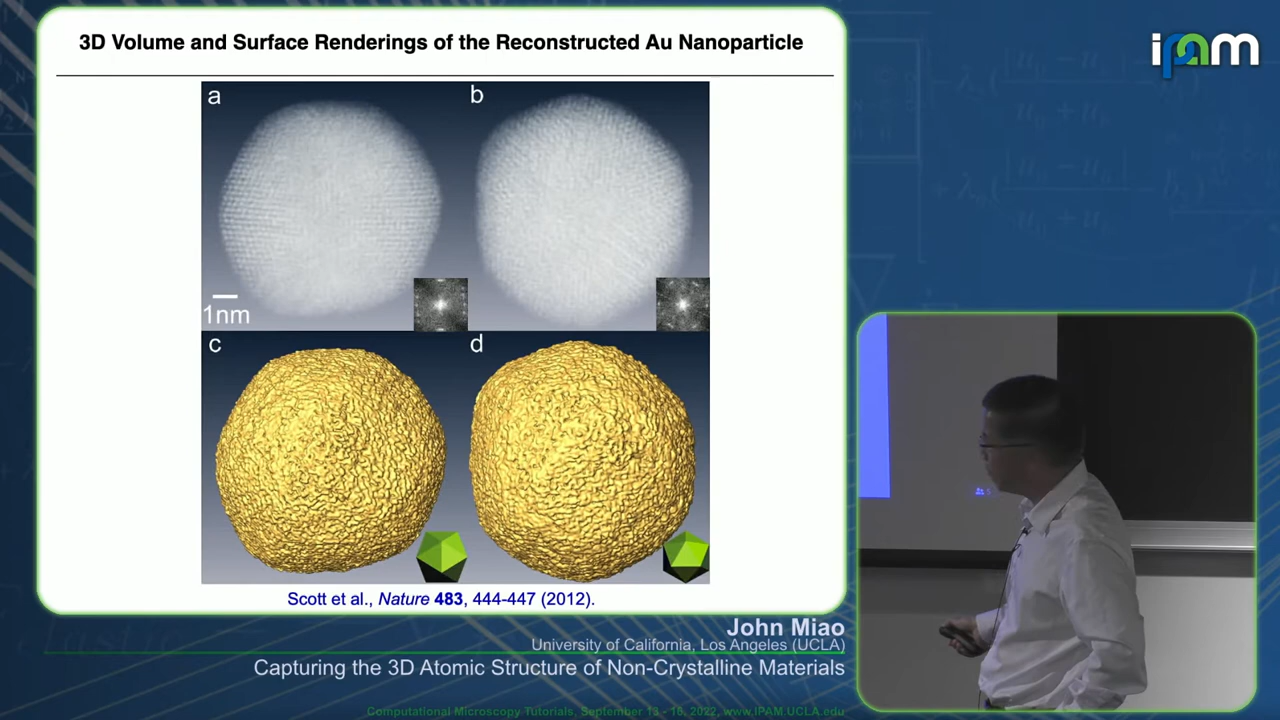 3D Volume and Surface Renderings of the Reconstructed Au Nanoparticle
ipam
a
b
1nm
c
d
Scott et al., Nature 483, 444-447 (2012).
John Miao
University of California, Los Angeles (UCLA)
Capturing the 3D Atomic Structure of Non-Crystalline Materials
Computational Microscopy Tutorials, September 13 - 16, 2022, www.IPAM.UCLA.edu